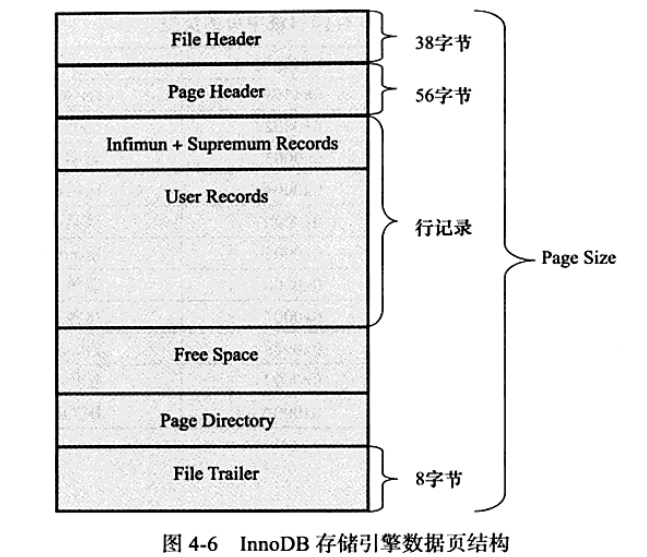 File Header
38字节
Page Header
56字节
Infimun + Supremum Records
User Records
行记录
Page Size
Free Space
Page Directory
File Trailer
8字节
图 4-6 InnoDB 存储引擎数据页结构